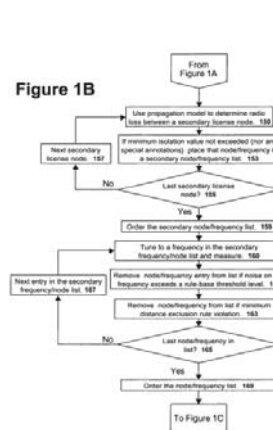 From
Figure 1A
Figure 1B
Use propagation model to determine radio
loss between a secondary license node. 150
If minimum isolation value not exceeded (nor any
special annotations) place that node/frequency
a secondary node/frequency list. 153
Next secondary
license node. 157
No
Last secondary license
node? 155
Yes
Order the secondary node/frequency list. 159
Tune to a frequency in the secondary
frequency/node list and measure. 160
Remove node/frequency entry from list if noise on
frequency exceeds a rule-base threshold level.
Next entry in the secondary
frequency/node list. 167
Remove node/frequency from list if minimum
distance exclusion rule violation. 163
No
Last node/frequency in
list? 165
Yes
Order the node/frequency list.
To Figure 1C